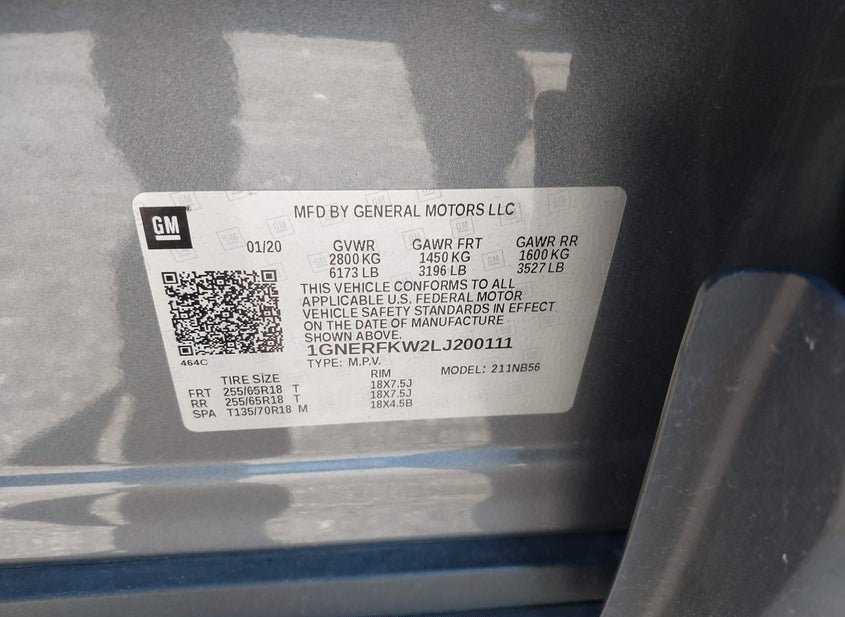 GM
MFD BY GENERAL MOTORS LLC
01/20 GVWR GAWR FRT GAWR RR
2800 KG 1450 KG 1600 KG
6173 LB 3196 LB 3527 LB
THIS VEHICLE CONFORMS TO ALL
APPLICABLE U.S. FEDERAL MOTOR
VEHICLE SAFETY STANDARDS IN EFFECT
ON THE DATE OF MANUFACTURE
SHOWN ABOVE.
464C
1GNERFKW2LJ200111
TYPE: M.P.V. MODEL: 211NB56
TIRE SIZE RIM
FRT 255/65R18 T 18X7.5J
RR 255/65R18 T 18X7.5J
SPA T135/70R18 M 18X4.5B